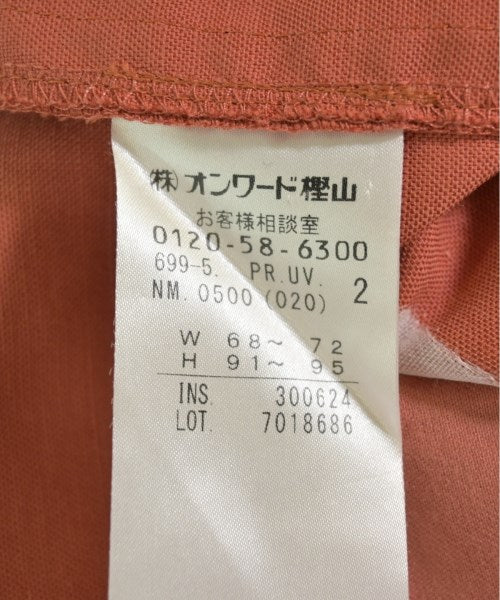 ㈱オンワード樫山
お客様相談室
0120-58-6300
699-5. PR.UV.
NM. 0500 (020) 2
W 68～ 72
H 91～ 95
INS. 300624
LOT. 7018686